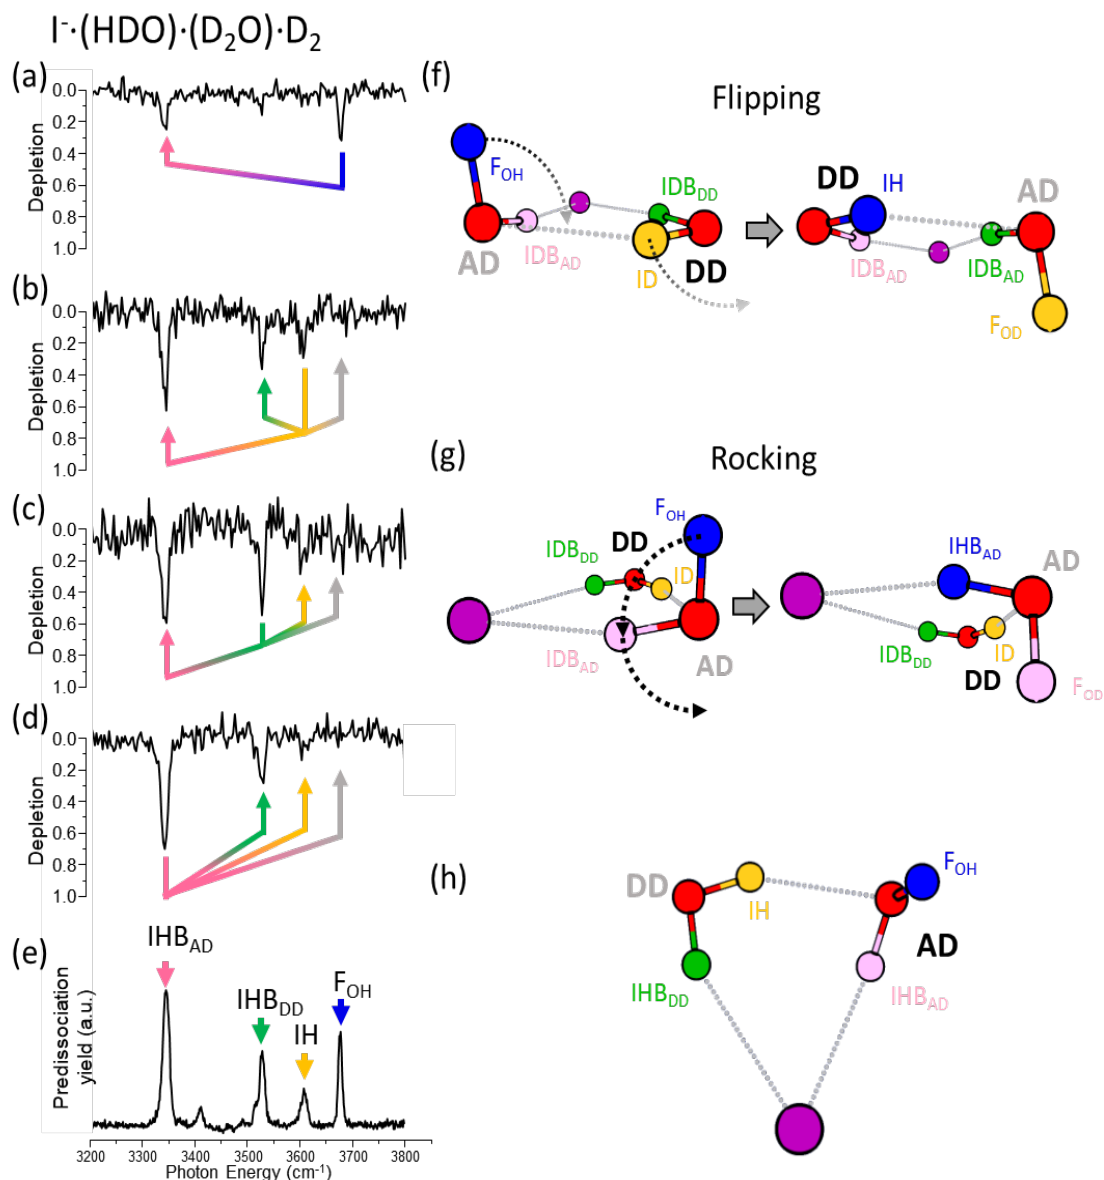 I⁻·(HDO)·(D₂O)·D₂
(a)
0.0
0.2
0.4
0.6
0.8
1.0
Depletion
(b)
0.0
0.2
0.4
0.6
0.8
1.0
Depletion
(c)
0.0
0.2
0.4
0.6
0.8
1.0
Depletion
(d)
0.0
0.2
0.4
0.6
0.8
1.0
Depletion
(e)
IHB_AD
IHB_DD
IH
F_OH
Predissociation
yield (a.u.)
3200 3300 3400 3500 3600 3700 3800
Photon Energy (cm⁻¹)
(f)
Flipping
F_OH
AD
IDB_AD
IDB_DD
ID
DD
DD
IH
IDB_AD
AD
IDB_AD
F_OD
(g)
Rocking
F_OH
IDB_DD
DD
ID
IDB_AD
AD
IHB_AD
AD
IDB_DD
ID
DD
F_OD
(h)
DD
IH
F_OH
AD
IHB_DD
IHB_AD